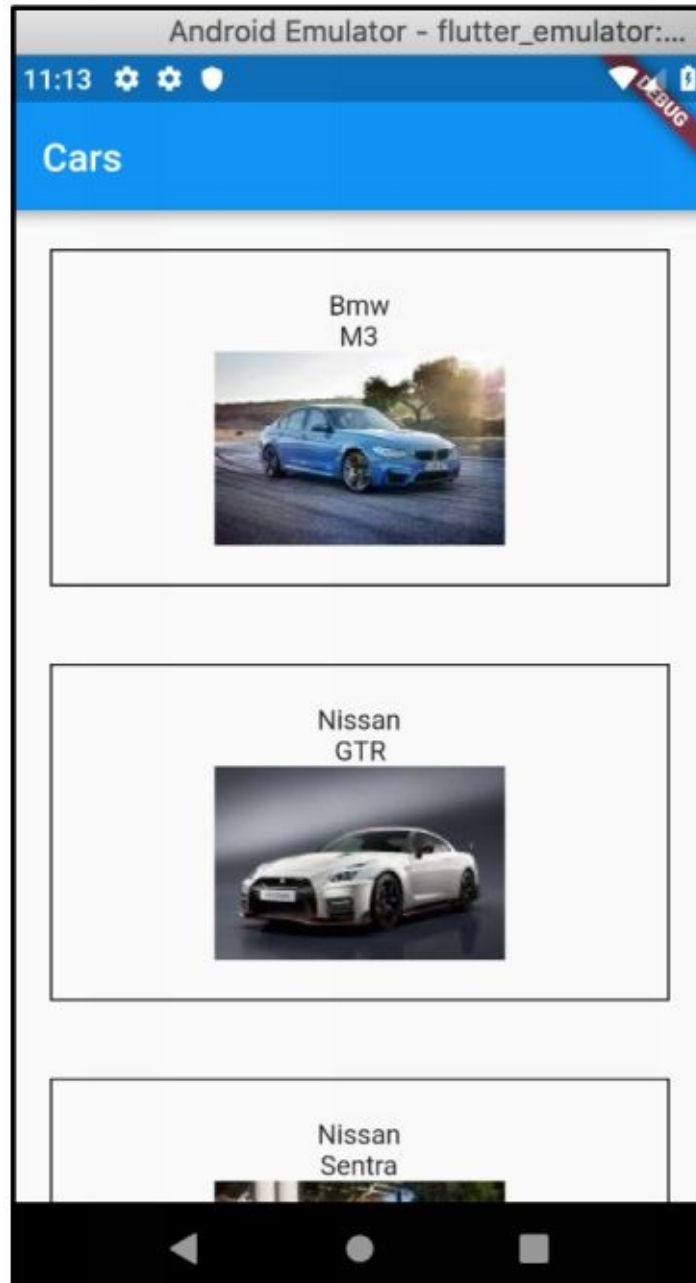 Android Emulator - flutter_emulator:...
11:13
DEBUG
Cars
Bmw
M3
Nissan
GTR
Nissan
Sentra